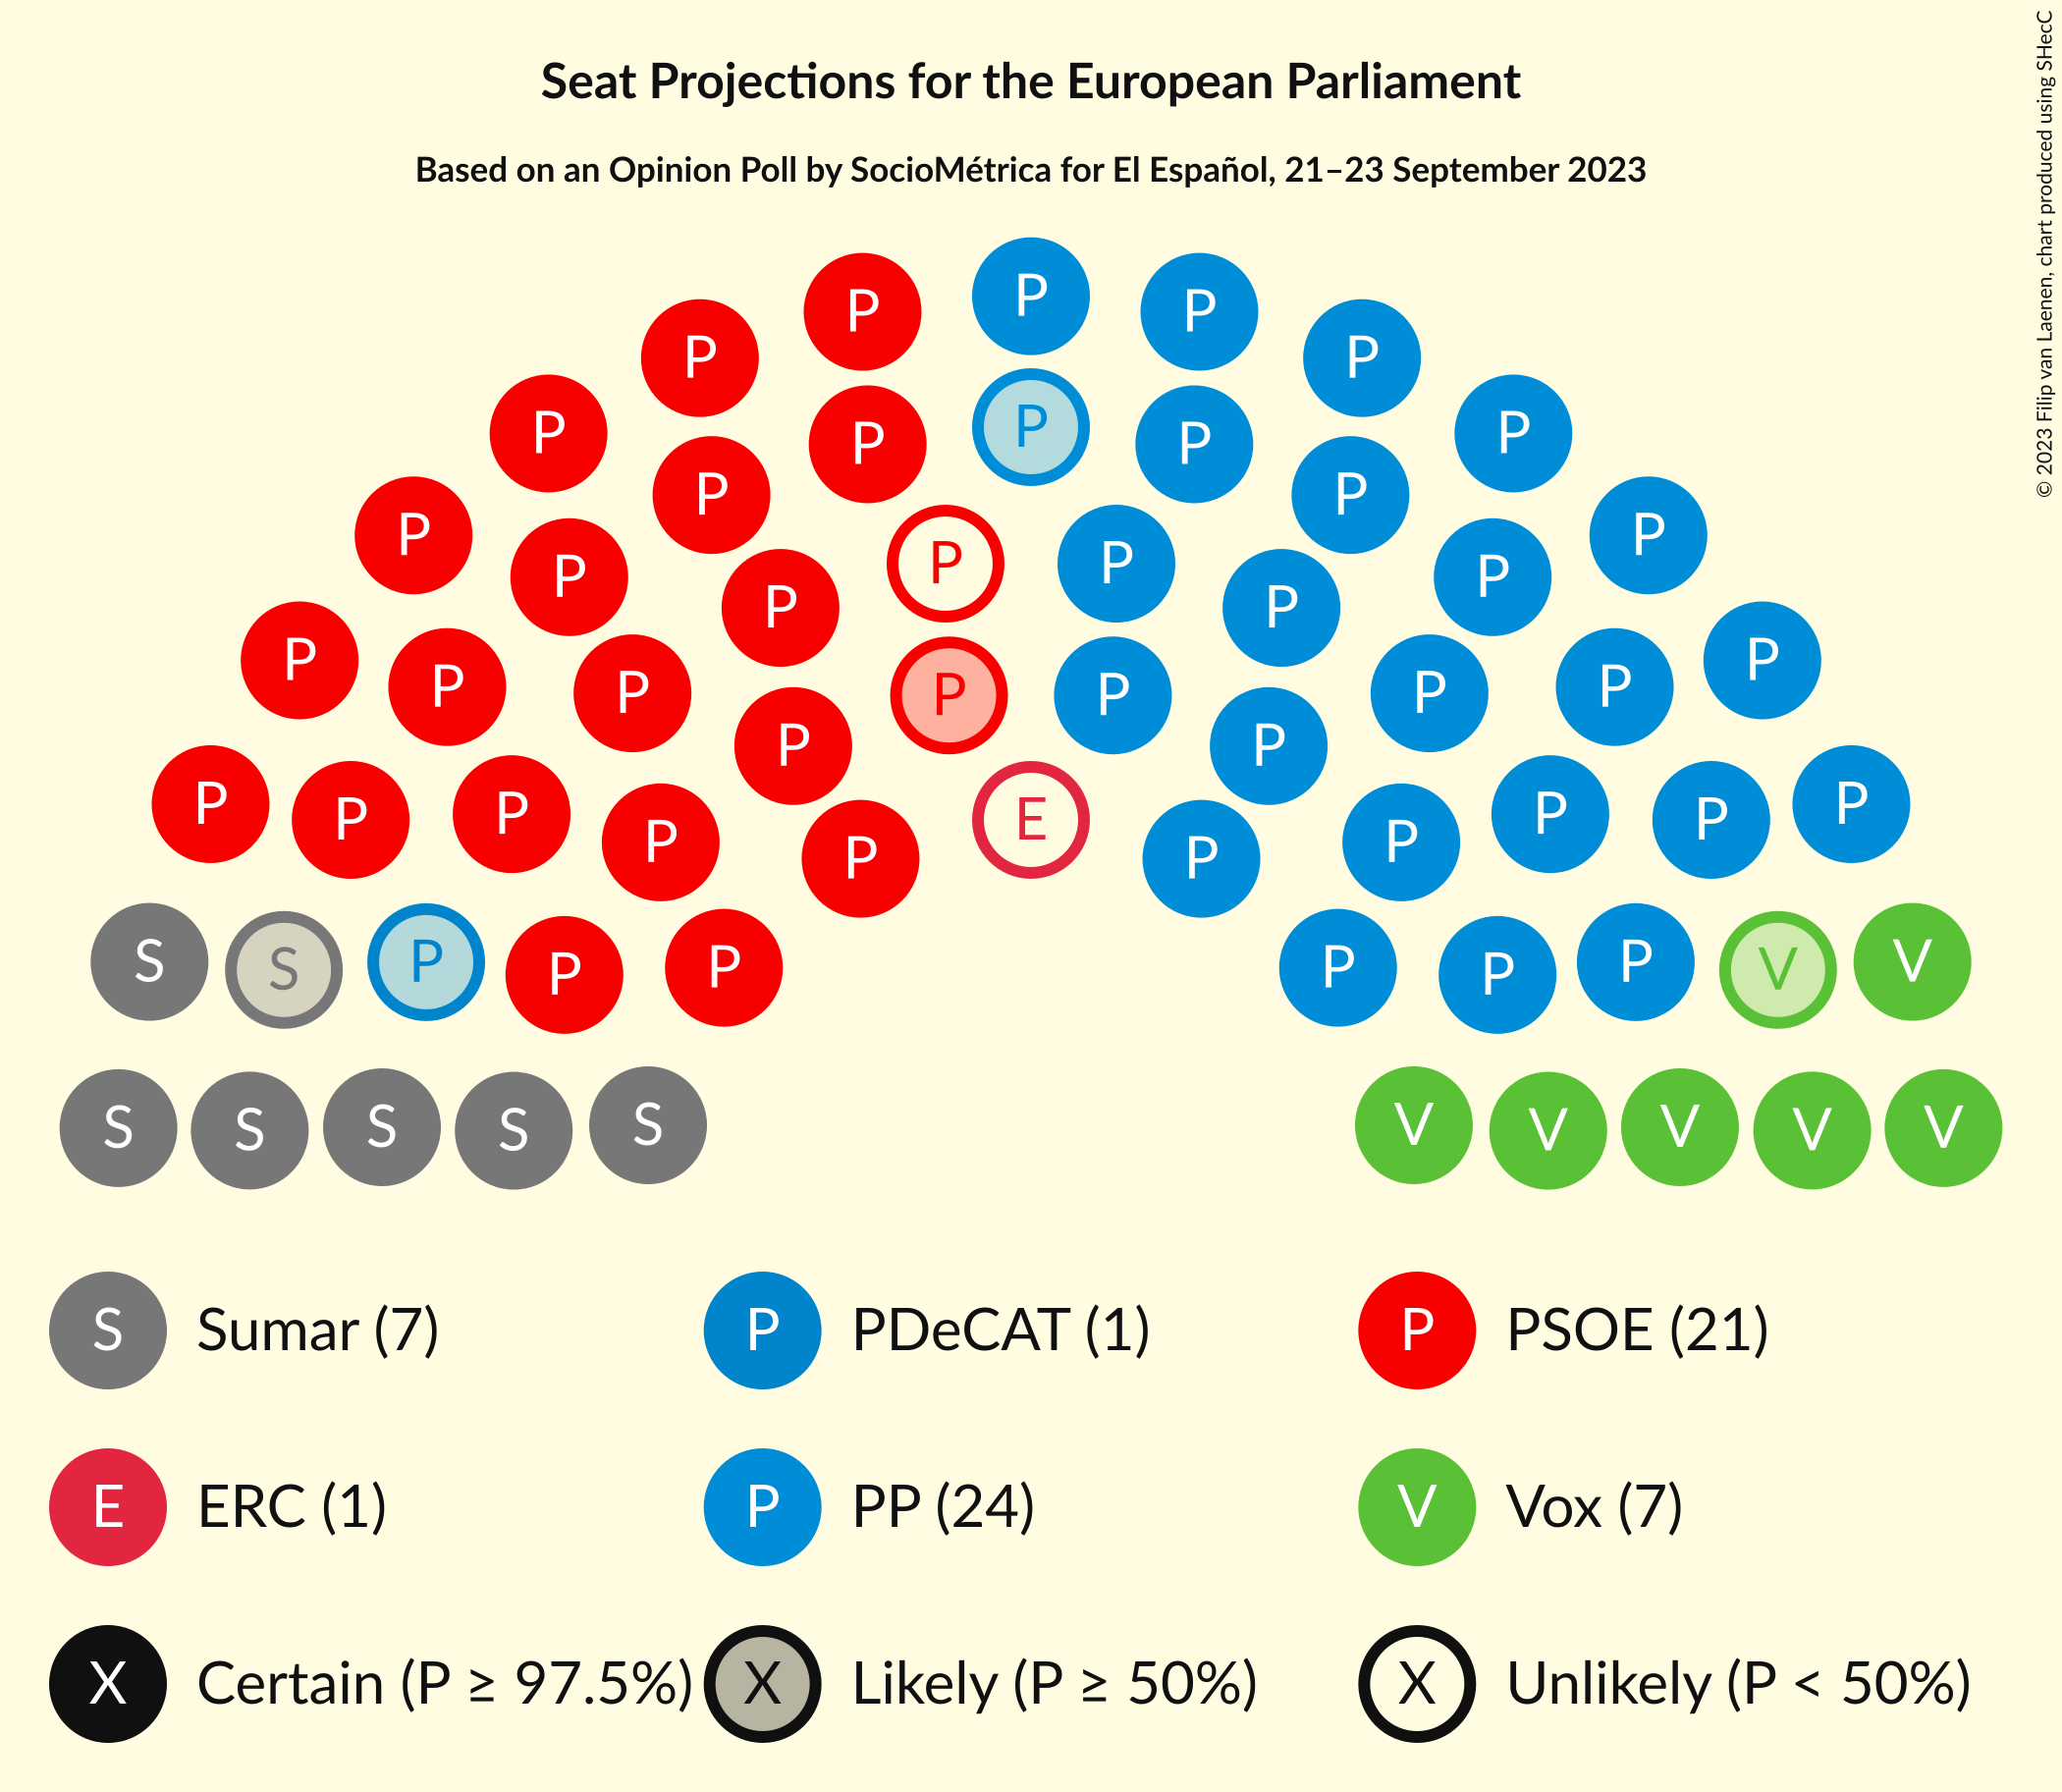 Seat Projections for the European Parliament
Based on an Opinion Poll by SocioMétrica for El Español, 21–23 September 2023
© 2023 Filip van Laenen, chart produced using SHecC
P P P P P
P P P P P P P
P P P P
P P P P
P P P P P P
P P P P P P
P P P P
P P E P P
P P P P
P P
S S P P P P P P V V
S S S S S V V V V V
S Sumar (7) P PDeCAT (1) P PSOE (21)
E ERC (1) P PP (24) V Vox (7)
X Certain (P ≥ 97.5%) X Likely (P ≥ 50%) X Unlikely (P < 50%)